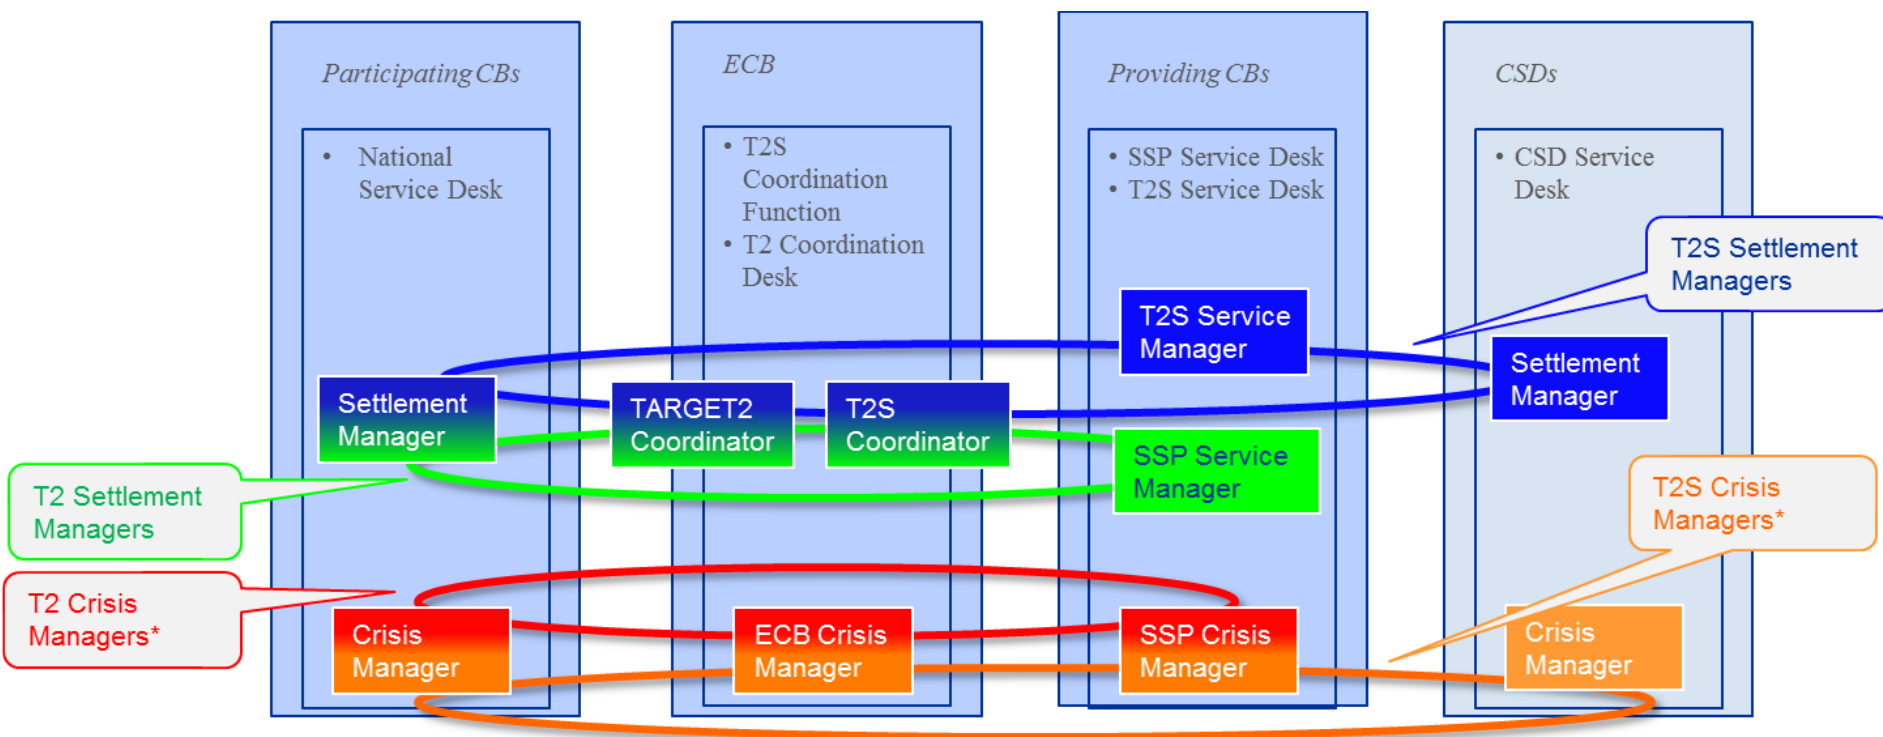 Participating CBs
ECB
Providing CBs
CSDs
• National
Service Desk
• T2S
Coordination
Function
• T2 Coordination
Desk
• SSP Service Desk
• T2S Service Desk
• CSD Service
Desk
T2S Settlement
Managers
T2S Service
Manager
Settlement
Manager
Settlement
Manager
TARGET2
Coordinator
T2S
Coordinator
SSP Service
Manager
T2 Settlement
Managers
T2S Crisis
Managers*
T2 Crisis
Managers*
Crisis
Manager
ECB Crisis
Manager
SSP Crisis
Manager
Crisis
Manager